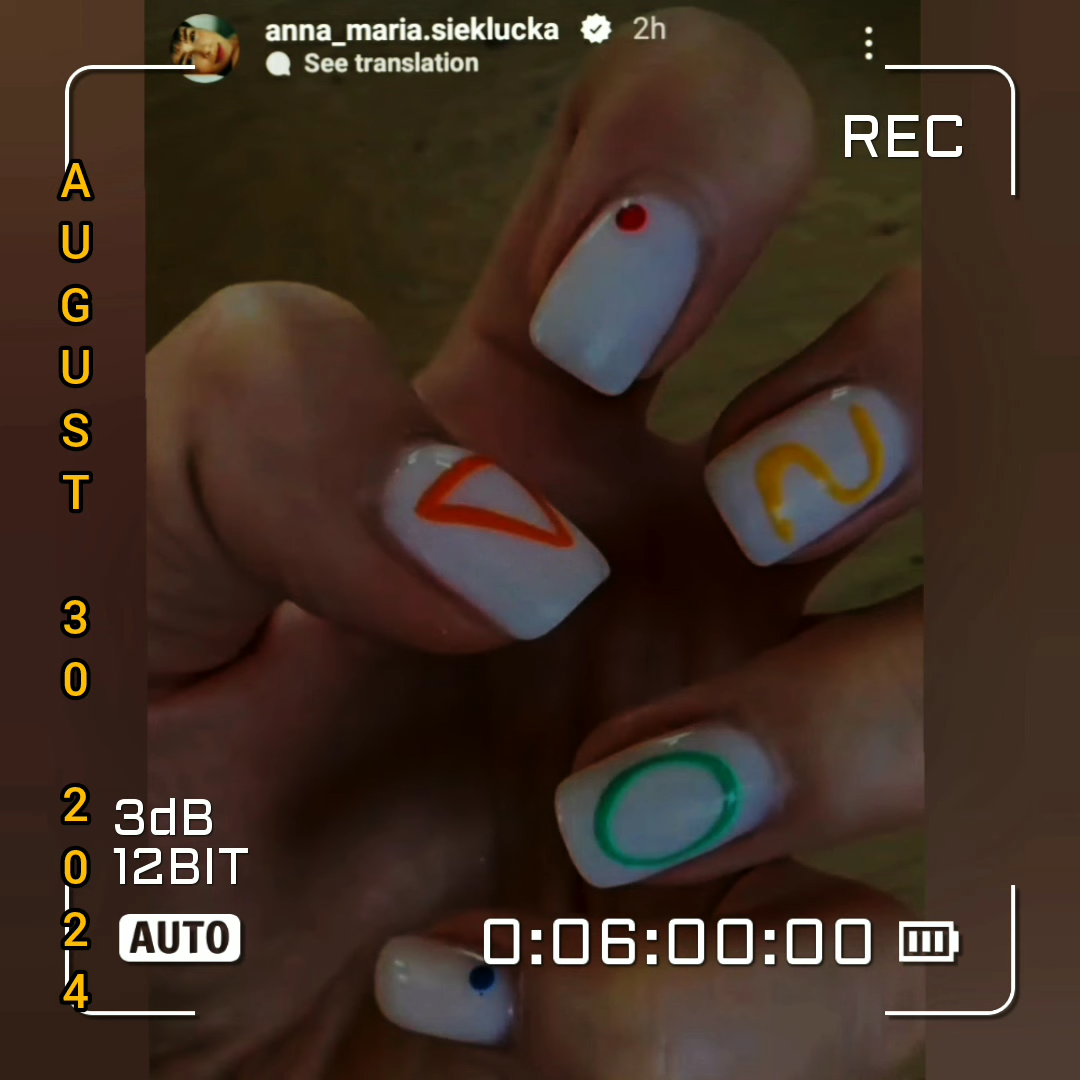 anna_maria.sieklucka 2h
See translation
REC
AUGUST 30 2024
3dB
12BIT
AUTO
0:06:00:00